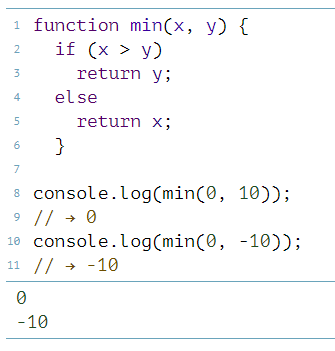 1 function min(x, y) {
2   if (x > y)
3     return y;
4   else
5     return x;
6   }
7
8 console.log(min(0, 10));
9 // → 0
10 console.log(min(0, -10));
11 // → -10
0
-10